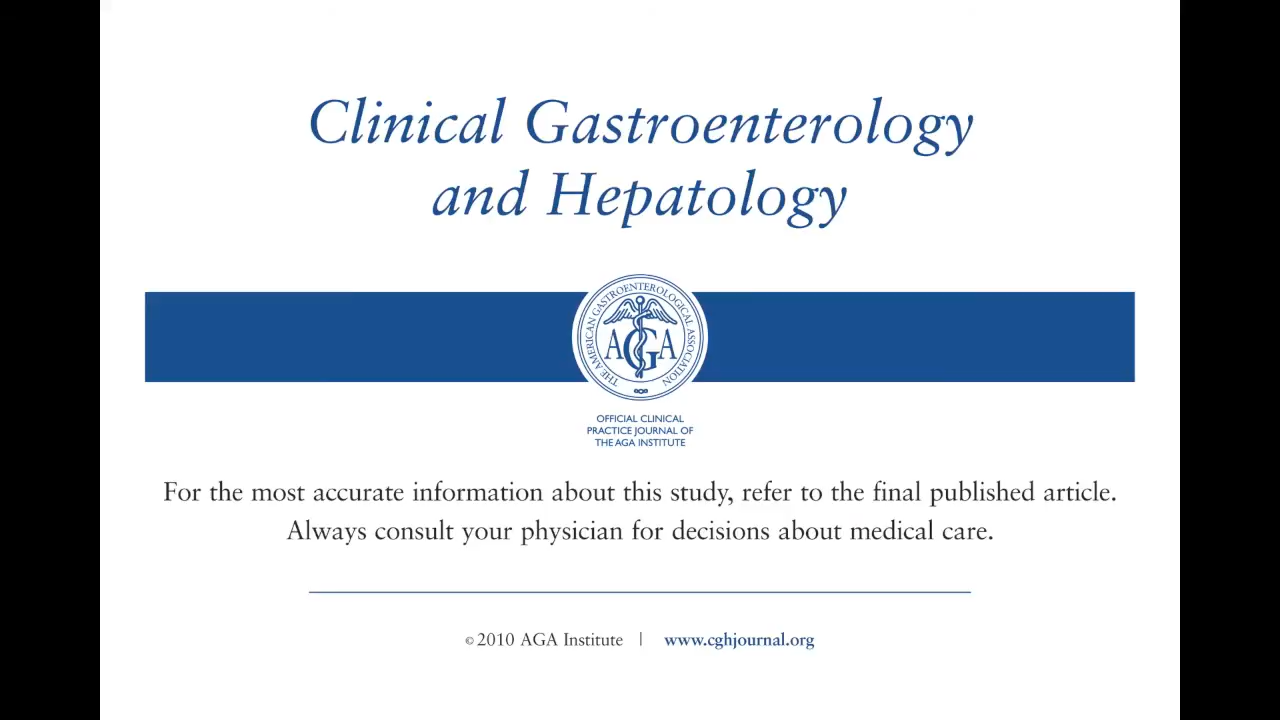 Clinical Gastroenterology
and Hepatology
THE AMERICAN GASTROENTEROLOGICAL ASSOCIATION
AGA
OFFICIAL CLINICAL
PRACTICE JOURNAL OF
THE AGA INSTITUTE
For the most accurate information about this study, refer to the final published article.
Always consult your physician for decisions about medical care.
© 2010 AGA Institute | www.cghjournal.org